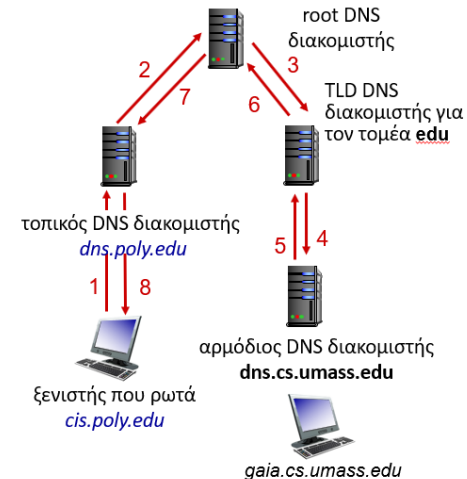 root DNS
διακομιστής
2
3
7
6
TLD DNS
διακομιστής για
τον τομέα edu
τοπικός DNS διακομιστής
dns.poly.edu
5
4
1
8
αρμόδιος DNS διακομιστής
dns.cs.umass.edu
ξενιστής που ρωτά
cis.poly.edu
gaia.cs.umass.edu